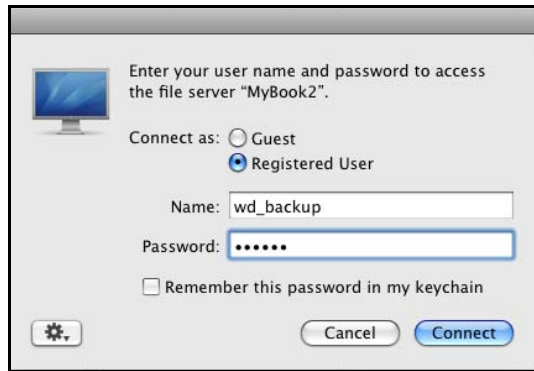 Enter your user name and password to access
the file server “MyBook2”.
Connect as: Guest
Registered User
Name: wd_backup
Password: ••••••
Remember this password in my keychain
Cancel Connect